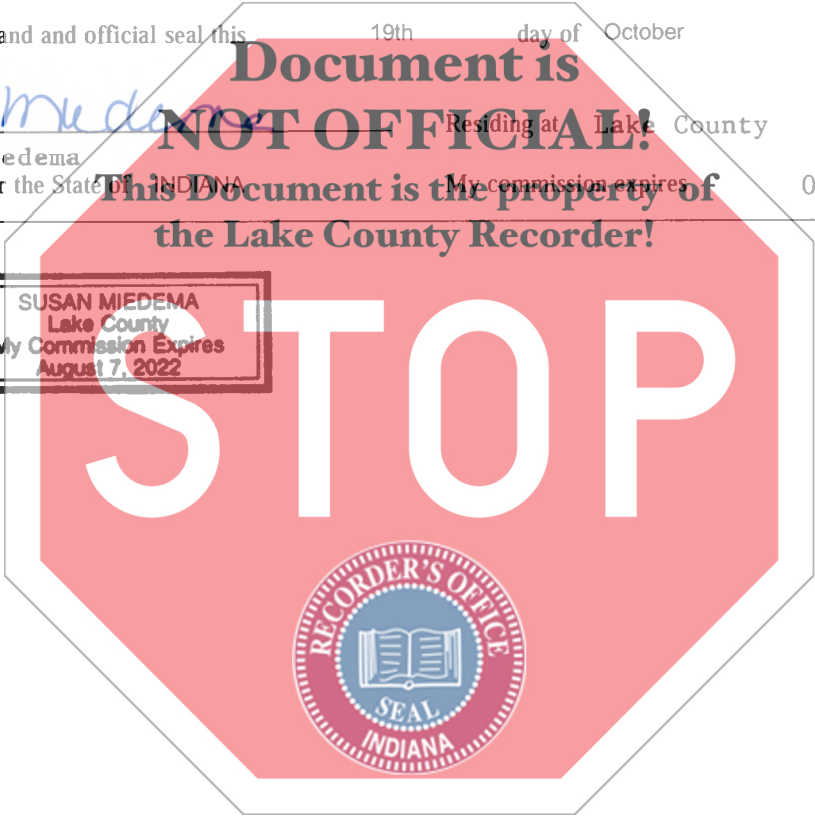 and and official seal this 19th day of October
Document is
Miedema
NOT OFFICIAL!
Residing at Lake County
edema
r the State of INDIANA My commission expires 0
This Document is the property of
the Lake County Recorder!
SUSAN MIEDEMA
Lake County
My Commission Expires
August 7, 2022
STOP
RECORDER'S OFFICE
SEAL
INDIANA